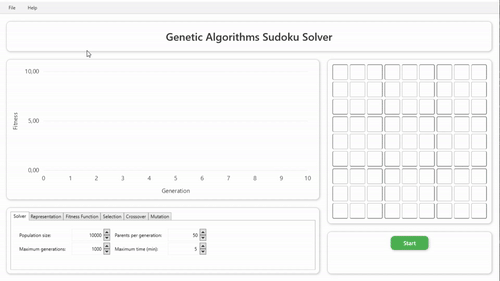 File Help
Genetic Algorithms Sudoku Solver
10,00
5,00
0,00
Fitness
0 1 2 3 4 5 6 7 8 9 10
Generation
Solver Representation Fitness Function Selection Crossover Mutation
Population size: 10000 Parents per generation: 50
Maximum generations: 1000 Maximum time (min): 5
Start